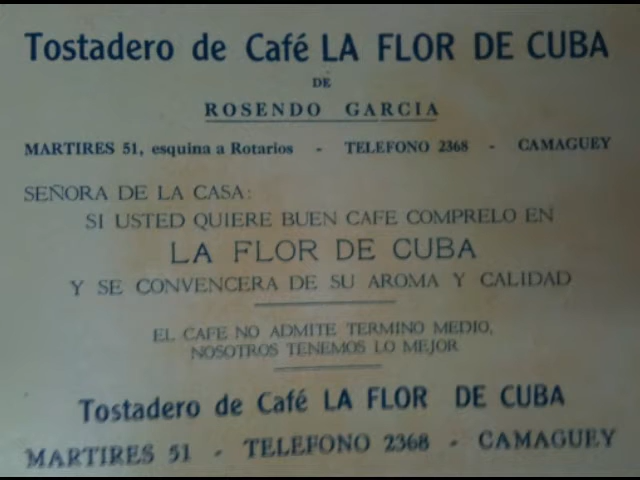 Tostadero de Café LA FLOR DE CUBA
DE
ROSENDO GARCIA
MARTIRES 51, esquina a Rotarios - TELEFONO 2368 - CAMAGUEY
SEÑORA DE LA CASA:
SI USTED QUIERE BUEN CAFE COMPRELO EN
LA FLOR DE CUBA
Y SE CONVENCERA DE SU AROMA Y CALIDAD
EL CAFE NO ADMITE TERMINO MEDIO,
NOSOTROS TENEMOS LO MEJOR
Tostadero de Café LA FLOR DE CUBA
MARTIRES 51 - TELEFONO 2368 - CAMAGUEY